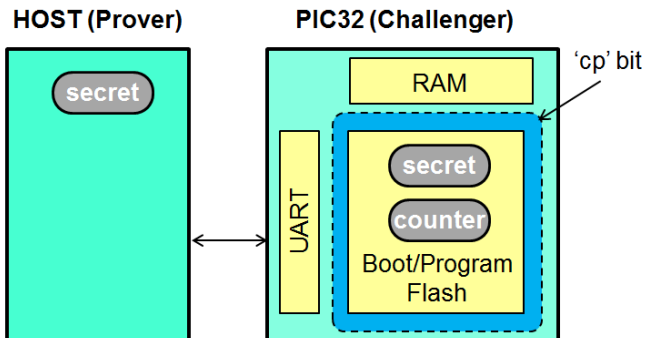 HOST (Prover)
PIC32 (Challenger)
'cp' bit
secret
RAM
UART
secret
counter
Boot/Program
Flash